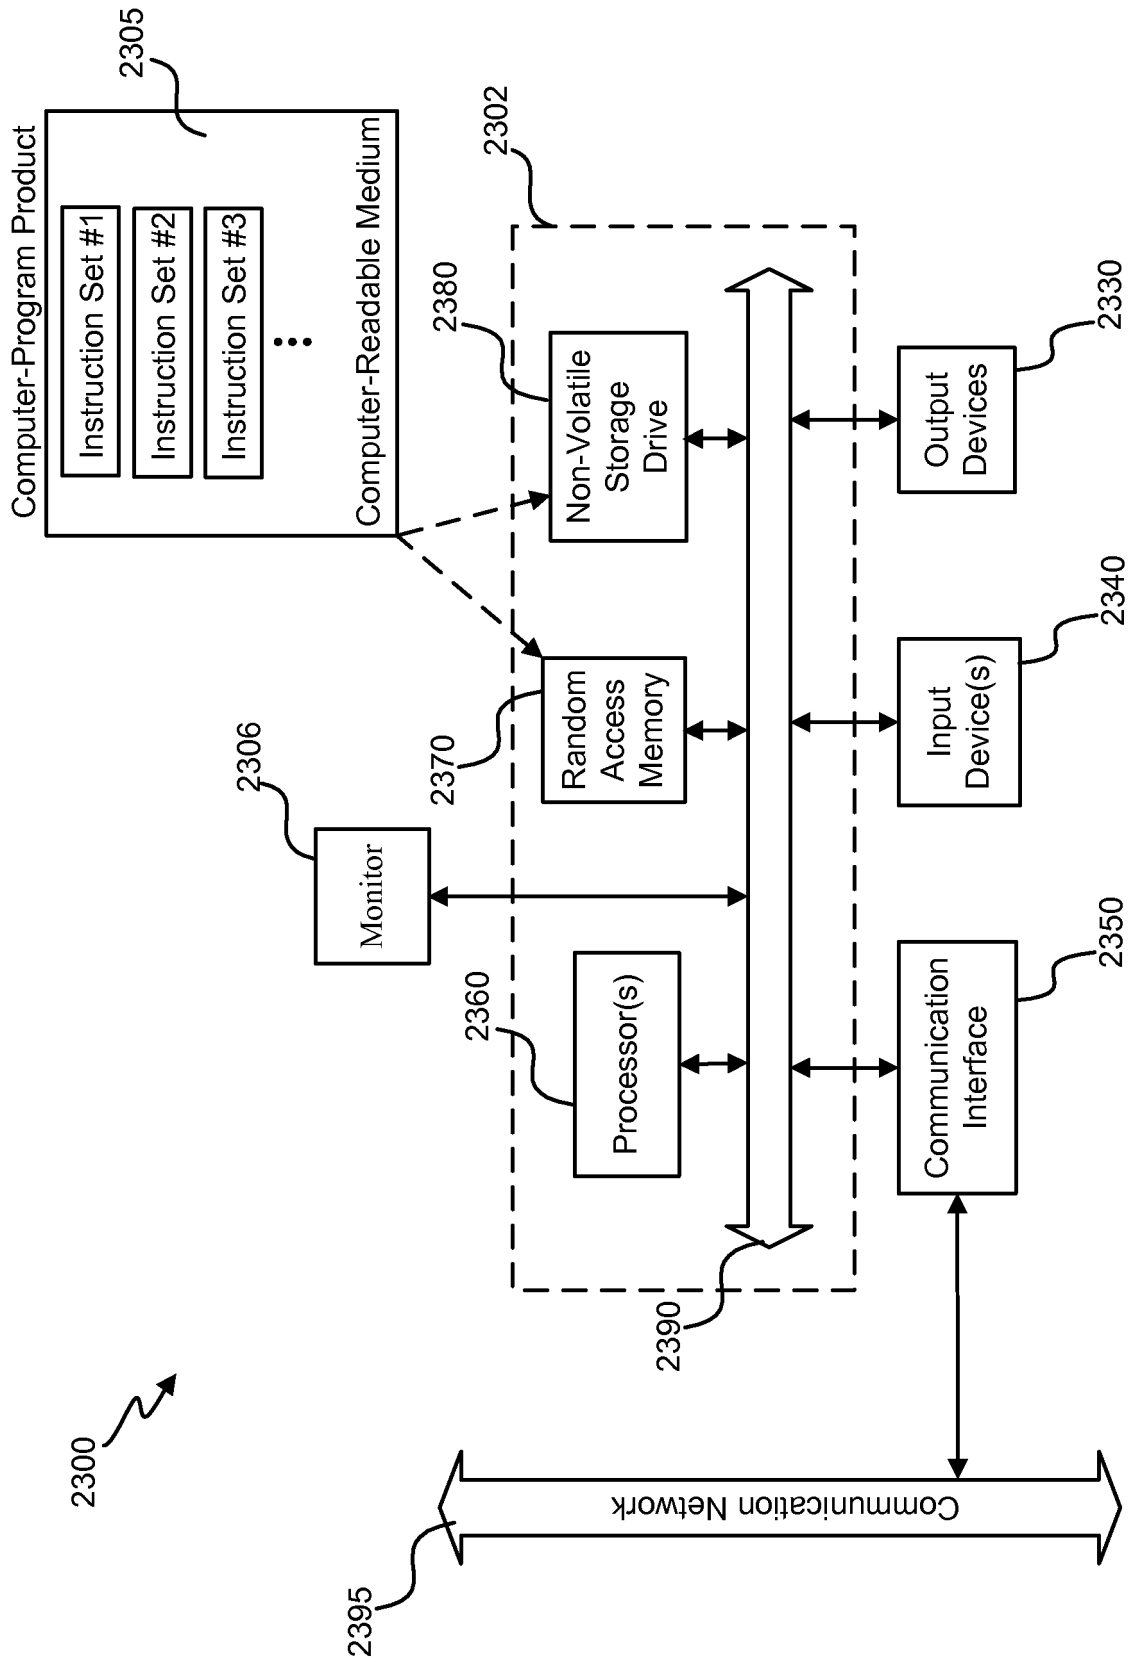 Computer-Program Product
2305
Instruction Set #1
Instruction Set #2
Instruction Set #3
Computer-Readable Medium
2306
Monitor
2302
2360
Processor(s)
2370
Random
Access
Memory
2380
Non-Volatile
Storage
Drive
2390
2300
2395
Communication Network
Communication
Interface
2350
Input
Device(s)
2340
Output
Devices
2330